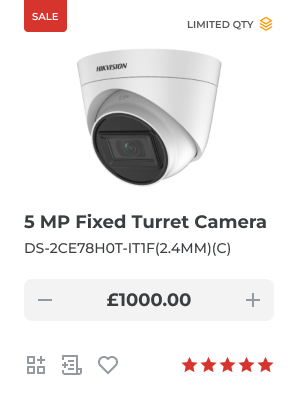 SALE
LIMITED QTY
HIKVISION
5 MP Fixed Turret Camera
DS-2CE78H0T-IT1F(2.4MM)(C)
— £1000.00 +